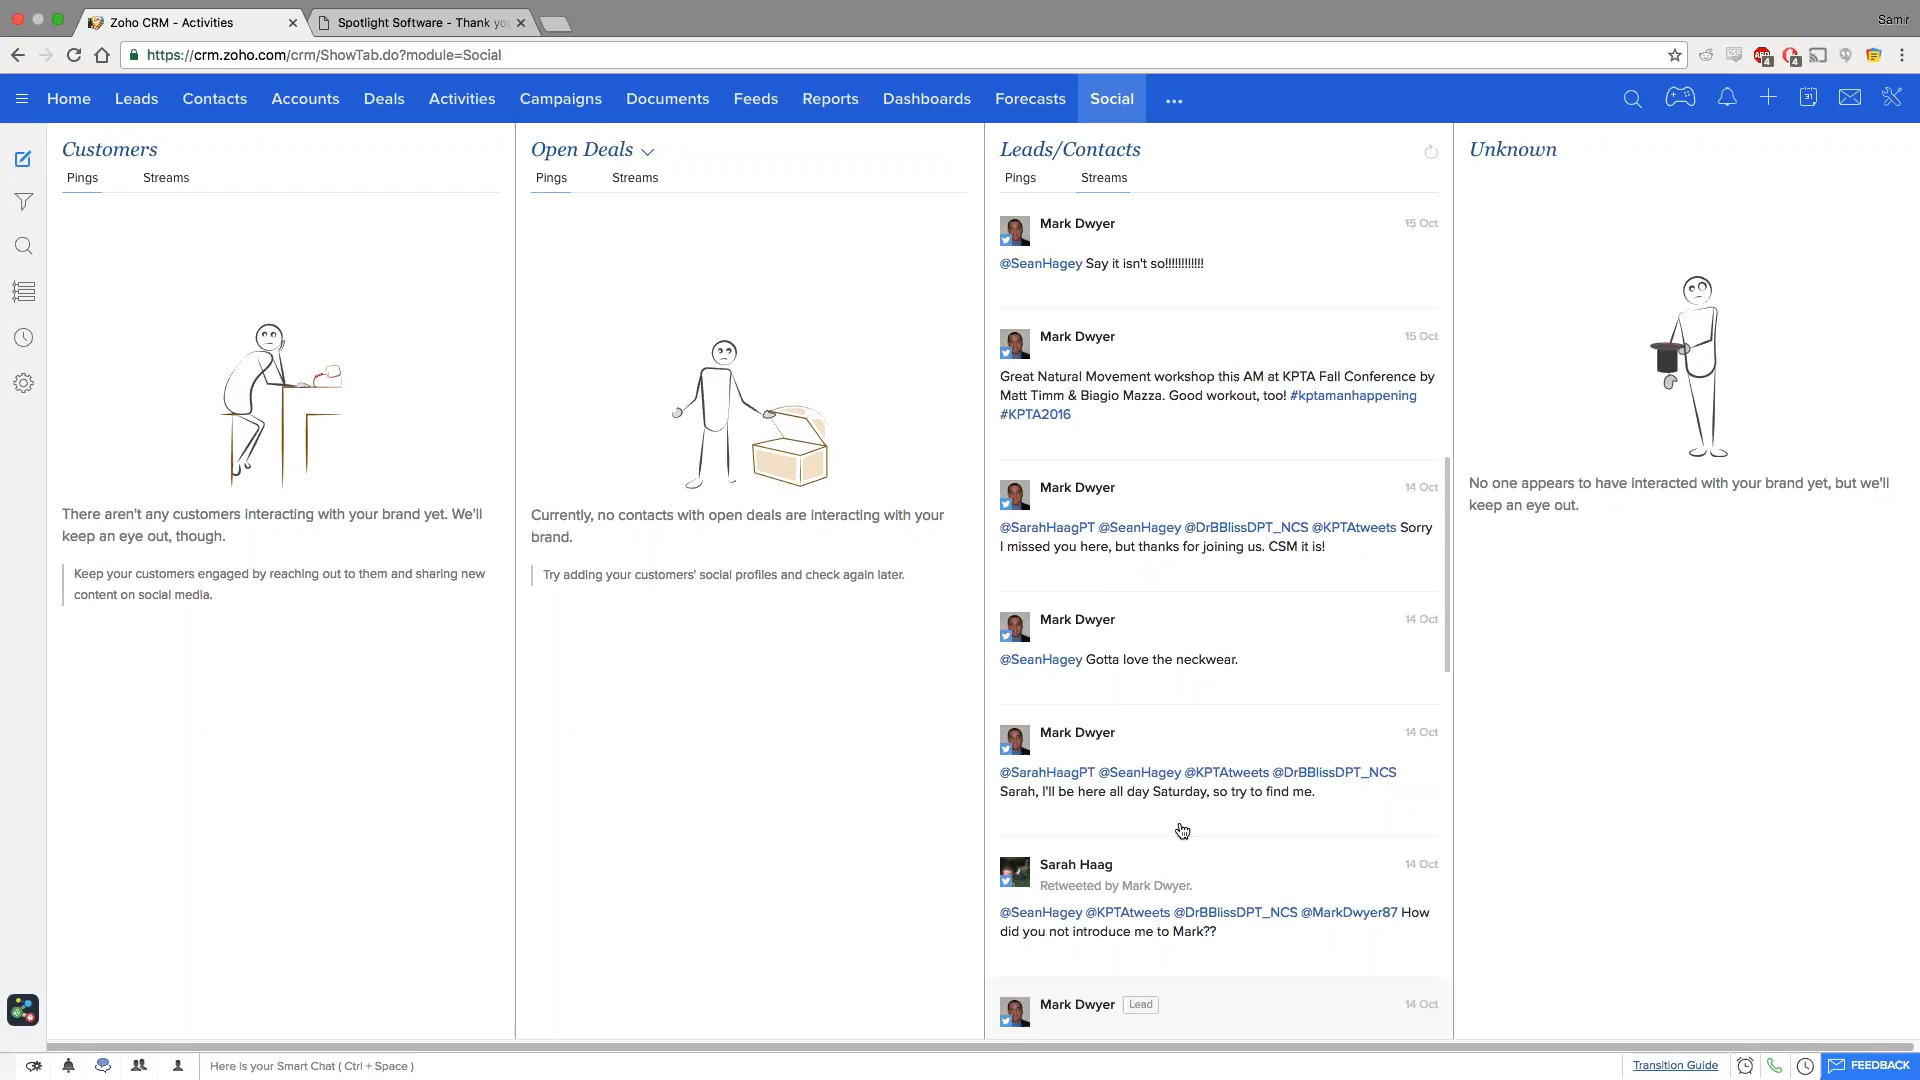 Zoho CRM - Activities
Spotlight Software - Thank you
Samir
https://crm.zoho.com/crm/ShowTab.do?module=Social
ABP
4
4
Home
Leads
Contacts
Accounts
Deals
Activities
Campaigns
Documents
Feeds
Reports
Dashboards
Forecasts
Social
...
31
Customers
Pings
Streams
There aren't any customers interacting with your brand yet. We'll
keep an eye out, though.
Keep your customers engaged by reaching out to them and sharing new
content on social media.
Open Deals
Pings
Streams
Currently, no contacts with open deals are interacting with your
brand.
Try adding your customers' social profiles and check again later.
Leads/Contacts
Pings
Streams
Mark Dwyer
15 Oct
@SeanHagey Say it isn't so!!!!!!!!!!!!
Mark Dwyer
15 Oct
Great Natural Movement workshop this AM at KPTA Fall Conference by
Matt Timm & Biagio Mazza. Good workout, too! #kptamanhappening
#KPTA2016
Mark Dwyer
14 Oct
@SarahHaagPT @SeanHagey @DrBBlissDPT_NCS @KPTAtweets Sorry
I missed you here, but thanks for joining us. CSM it is!
Mark Dwyer
14 Oct
@SeanHagey Gotta love the neckwear.
Mark Dwyer
14 Oct
@SarahHaagPT @SeanHagey @KPTAtweets @DrBBlissDPT_NCS
Sarah, I'll be here all day Saturday, so try to find me.
Sarah Haag
14 Oct
Retweeted by Mark Dwyer.
@SeanHagey @KPTAtweets @DrBBlissDPT_NCS @MarkDwyer87 How
did you not introduce me to Mark??
Mark Dwyer
Lead
14 Oct
Unknown
No one appears to have interacted with your brand yet, but we'll
keep an eye out.
Here is your Smart Chat ( Ctrl + Space )
Transition Guide
FEEDBACK